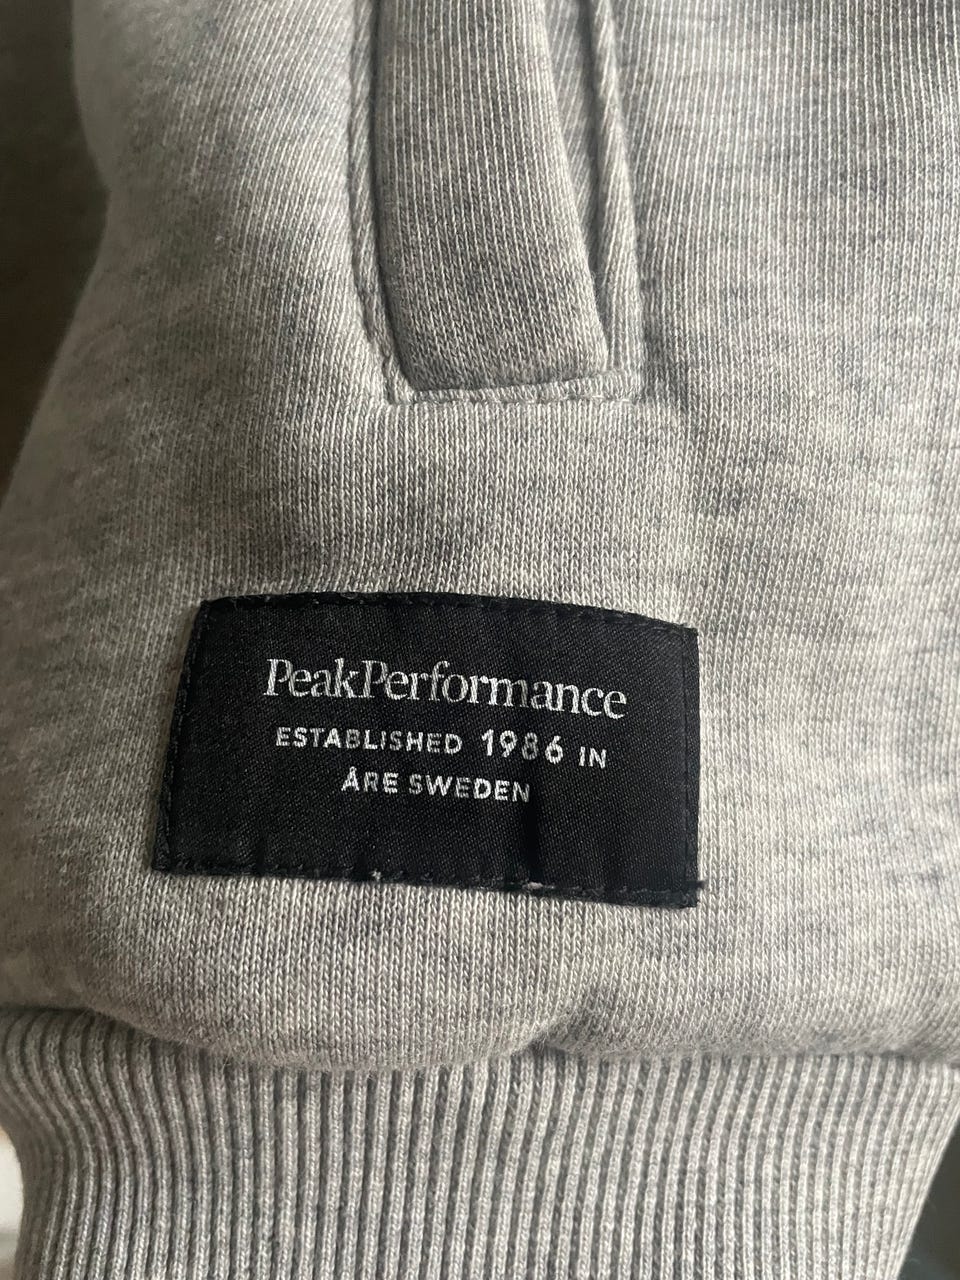 PeakPerformance
ESTABLISHED 1986 IN
ÅRE SWEDEN